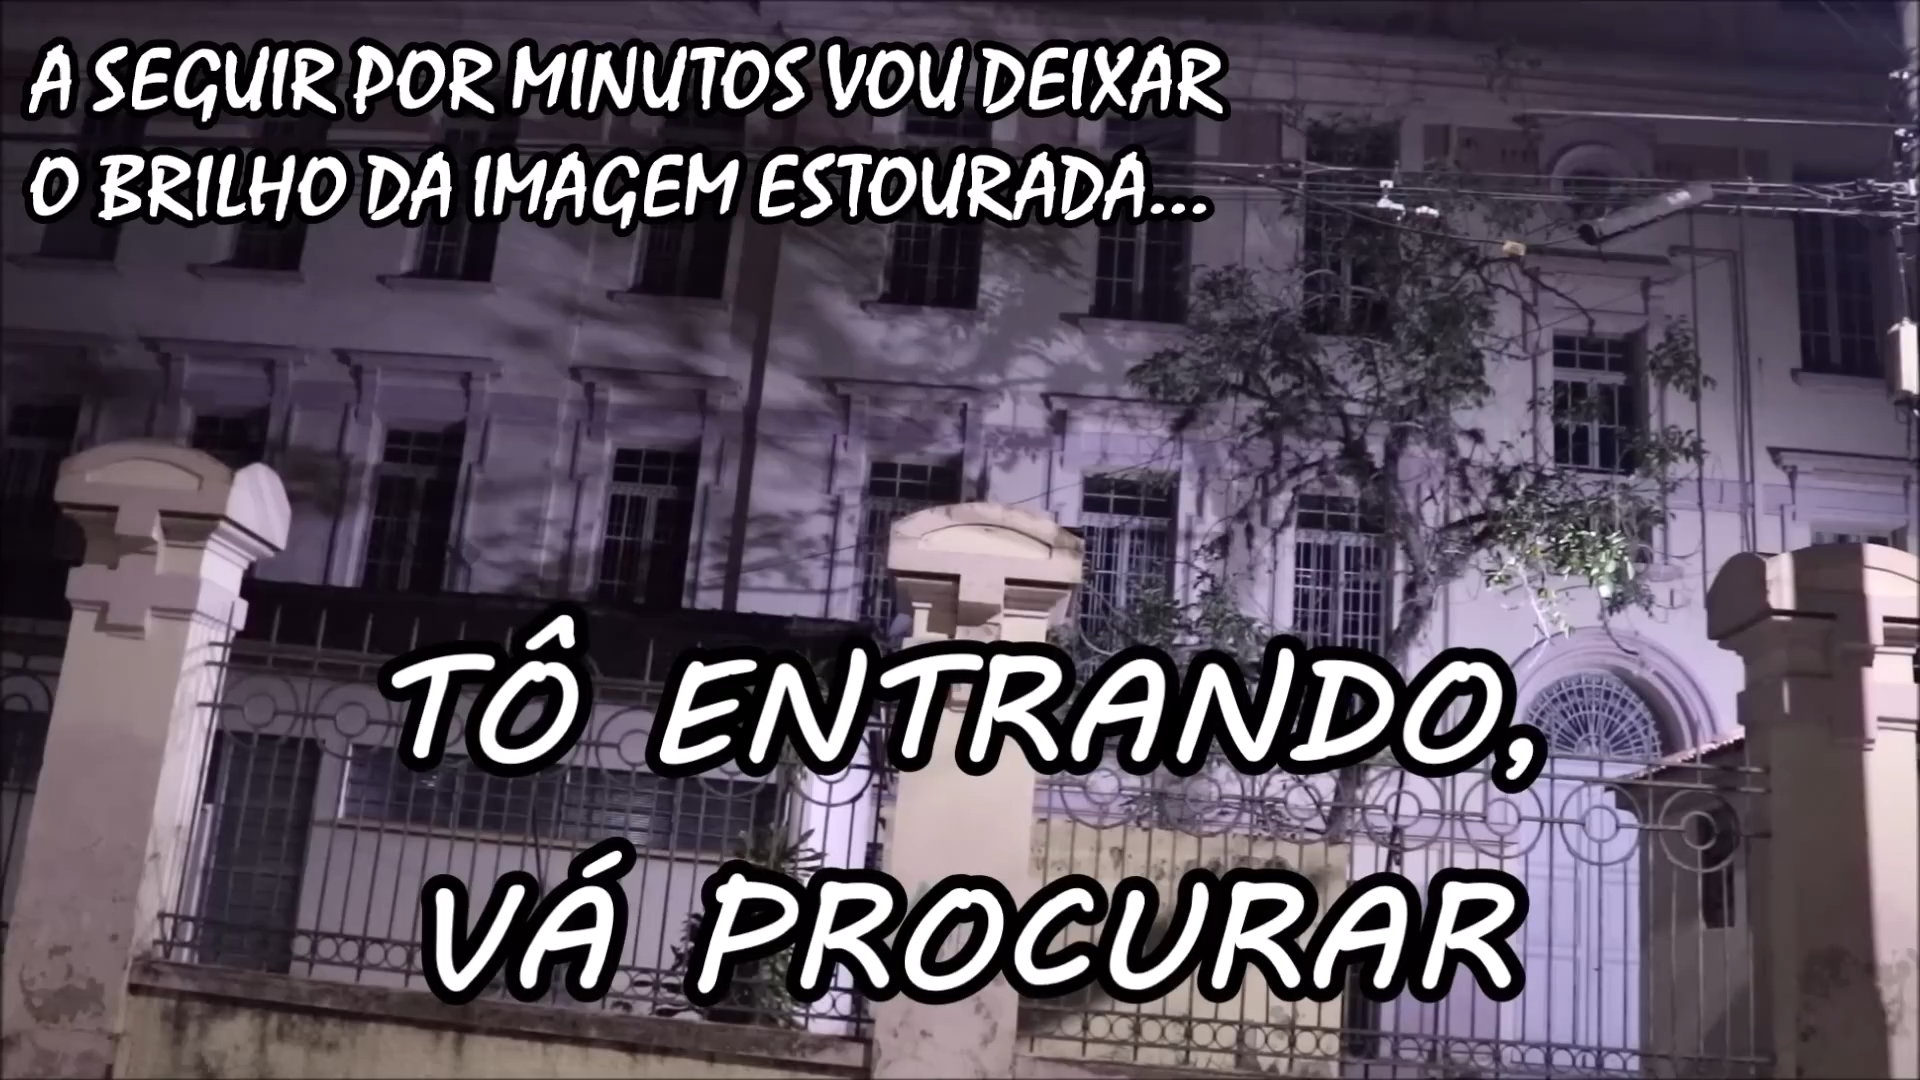 A SEGUIR POR MINUTOS VOU DEIXAR
O BRILHO DA IMAGEM ESTOURADA...
TÔ ENTRANDO,
VÁ PROCURAR